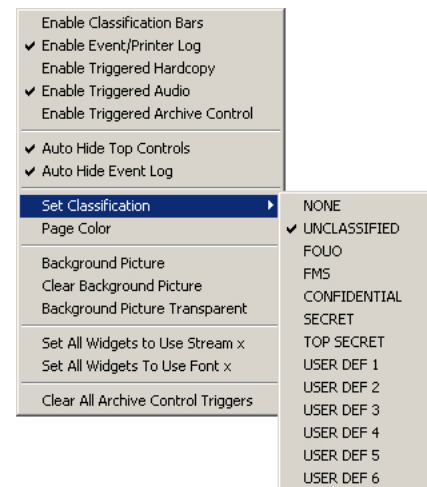 Enable Classification Bars
Enable Event/Printer Log
Enable Triggered Hardcopy
Enable Triggered Audio
Enable Triggered Archive Control
Auto Hide Top Controls
Auto Hide Event Log
Set Classification
Page Color
Background Picture
Clear Background Picture
Background Picture Transparent
Set All Widgets to Use Stream x
Set All Widgets To Use Font x
Clear All Archive Control Triggers
NONE
UNCLASSIFIED
FOUO
FMS
CONFIDENTIAL
SECRET
TOP SECRET
USER DEF 1
USER DEF 2
USER DEF 3
USER DEF 4
USER DEF 5
USER DEF 6